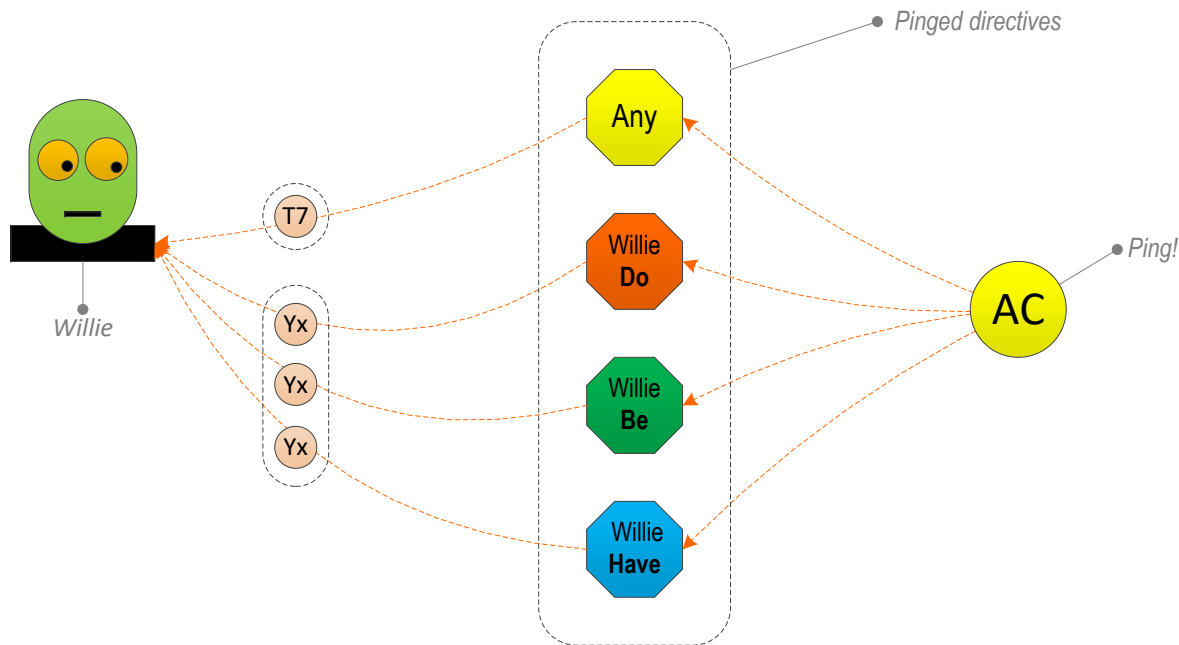 Pinged directives
Any
T7
Willie
Do
Ping!
AC
Willie
Yx
Yx
Willie
Be
Yx
Willie
Have